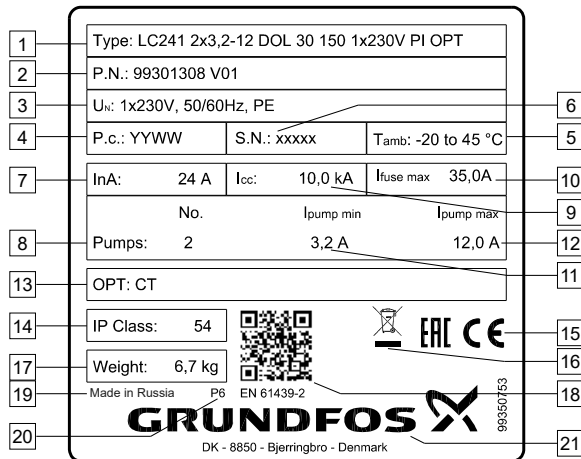 1 Type: LC241 2x3,2-12 DOL 30 150 1x230V PI OPT
2 P.N.: 99301308 V01
3 UN: 1x230V, 50/60Hz, PE 6
4 P.c.: YYWW S.N.: xxxxx Tamb: -20 to 45 °C 5
7 InA: 24 A Icc: 10,0 kA Ifuse max 35,0A 10
9
No. Ipump min Ipump max
8 Pumps: 2 3,2 A 12,0 A 12
11
13 OPT: CT
14 IP Class: 54 EAC CE 15
16
17 Weight: 6,7 kg
19 Made in Russia P6 EN 61439-2 99350753 18
GRUNDFOS
20 DK - 8850 - Bjerringbro - Denmark 21